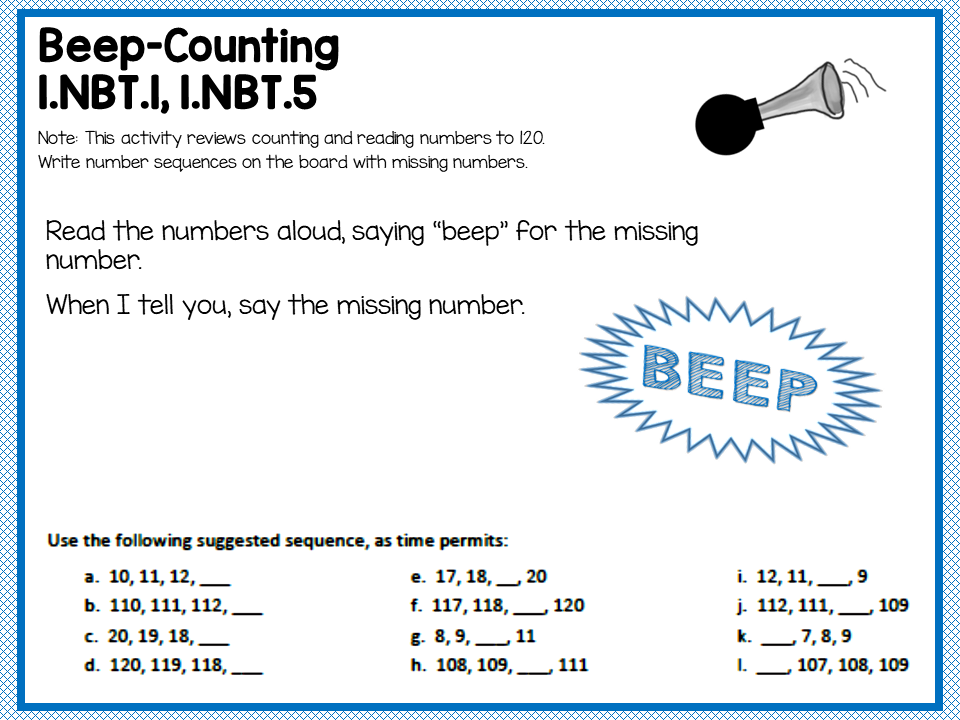 Beep-Counting
1.NBT.1, 1.NBT.5
Note: This activity reviews counting and reading numbers to 120.
Write number sequences on the board with missing numbers.
Read the numbers aloud, saying “beep” for the missing
number.
When I tell you, say the missing number.
BEEP
Use the following suggested sequence, as time permits:
a. 10, 11, 12, ___
b. 110, 111, 112, ___
c. 20, 19, 18, ___
d. 120, 119, 118, ___
e. 17, 18, __, 20
f. 117, 118, ___, 120
g. 8, 9, ___, 11
h. 108, 109, ___, 111
i. 12, 11, ___, 9
j. 112, 111, ___, 109
k. ___, 7, 8, 9
l. ___, 107, 108, 109